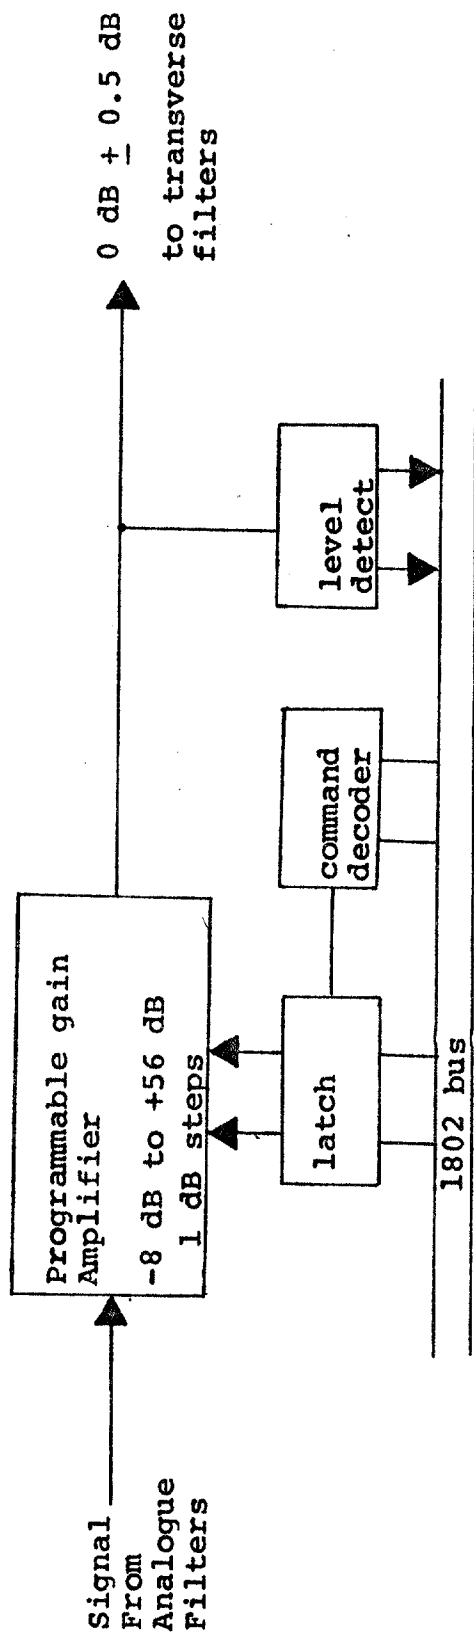 Signal
From
Analogue
Filters
Programmable gain
Amplifier
-8 dB to +56 dB
1 dB steps
0 dB ± 0.5 dB
to transverse
filters
latch
command
decoder
level
detect
1802 bus